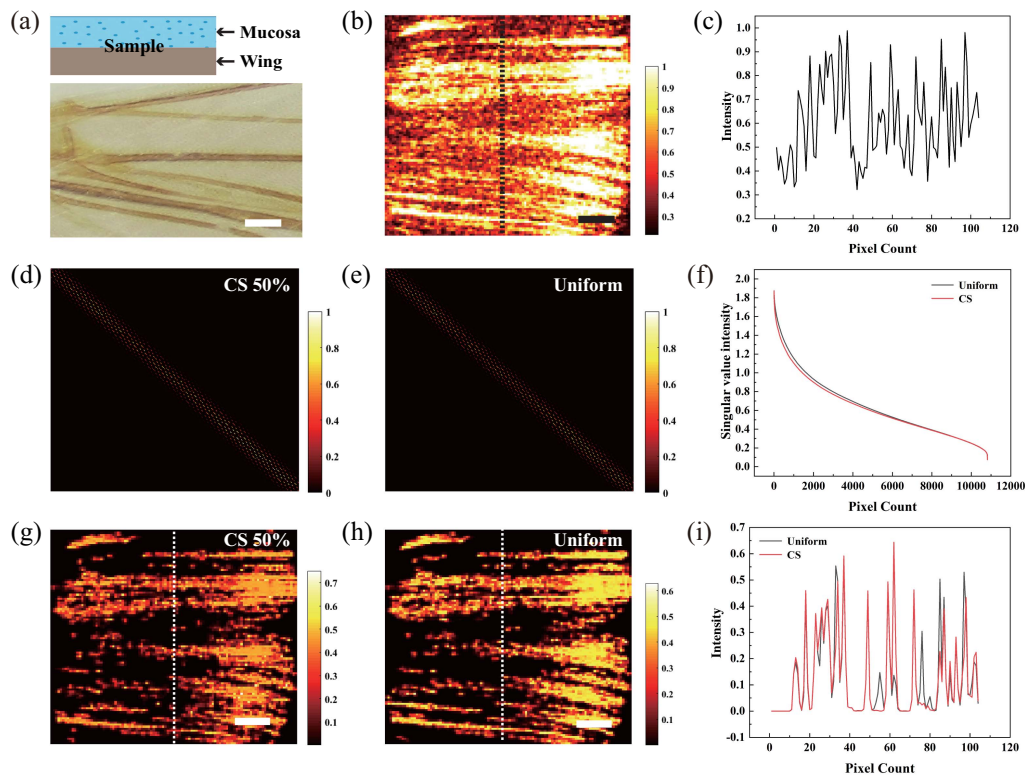 (a)
Mucosa
Sample
Wing
(b)
1
0.9
0.8
0.7
0.6
0.5
0.4
0.3
(c)
1.0
0.9
0.8
0.7
0.6
0.5
0.4
0.3
0.2
Intensity
0 20 40 60 80 100 120
Pixel Count
(d)
CS 50%
1
0.8
0.6
0.4
0.2
0
(e)
Uniform
1
0.8
0.6
0.4
0.2
0
(f)
2.0
1.8
1.6
1.4
1.2
1.0
0.8
0.6
0.4
0.2
0.0
Singular value intensity
Uniform
CS
0 2000 4000 6000 8000 10000 12000
Pixel Count
(g)
CS 50%
0.7
0.6
0.5
0.4
0.3
0.2
0.1
(h)
Uniform
0.6
0.5
0.4
0.3
0.2
0.1
(i)
0.7
0.6
0.5
0.4
0.3
0.2
0.1
0.0
-0.1
Intensity
Uniform
CS
0 20 40 60 80 100 120
Pixel Count